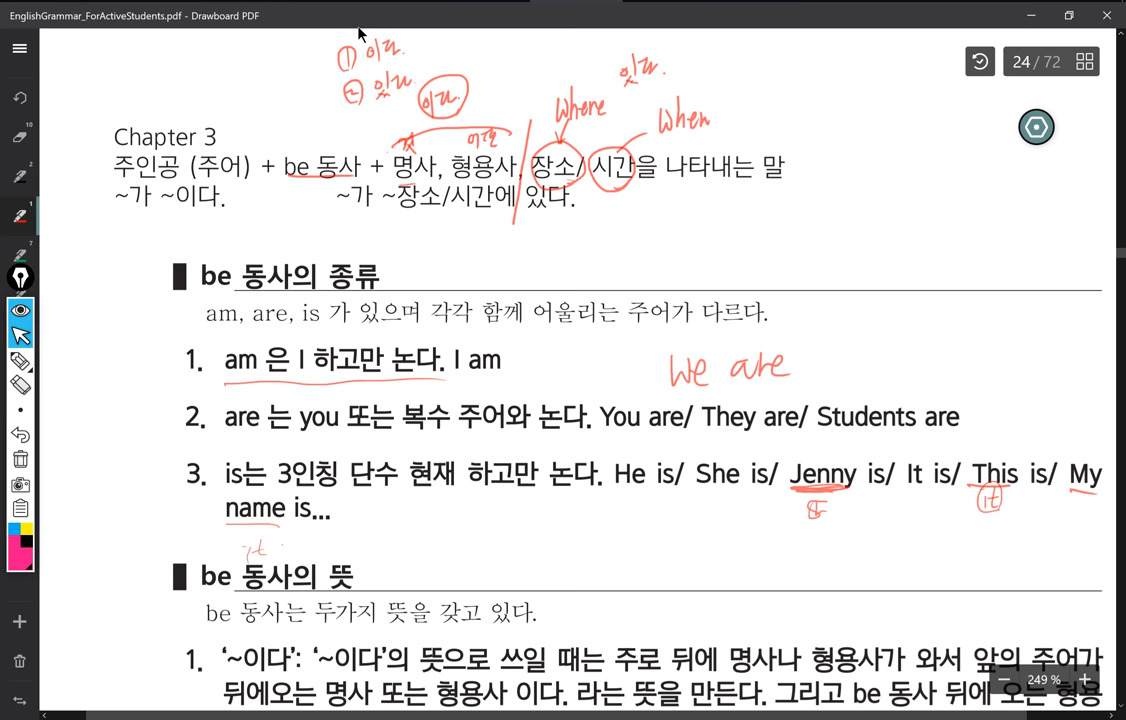 EnglishGrammar_ForActiveStudents.pdf - Drawboard PDF
24 / 72
① 이다.
② 있다.
이다.
Where
있다.
When
Chapter 3
주인공 (주어) + be 동사 + 명사, 형용사, 장소/ 시간을 나타내는 말
~가 ~이다. ~가 ~장소/시간에 있다.
be 동사의 종류
am, are, is 가 있으며 각각 함께 어울리는 주어가 다르다.
1. am 은 I 하고만 논다. I am
we are
2. are 는 you 또는 복수 주어와 논다. You are/ They are/ Students are
3. is는 3인칭 단수 현재 하고만 논다. He is/ She is/ Jenny is/ It is/ This is/ My
name is...
it
it
be 동사의 뜻
be 동사는 두가지 뜻을 갖고 있다.
1. ‘~이다’: ‘~이다’의 뜻으로 쓰일 때는 주로 뒤에 명사나 형용사가 와서 앞의 주어가
뒤에오는 명사 또는 형용사 이다. 라는 뜻을 만든다. 그리고 be 동사 뒤에 오는 형용
249 %
10
2
1
7